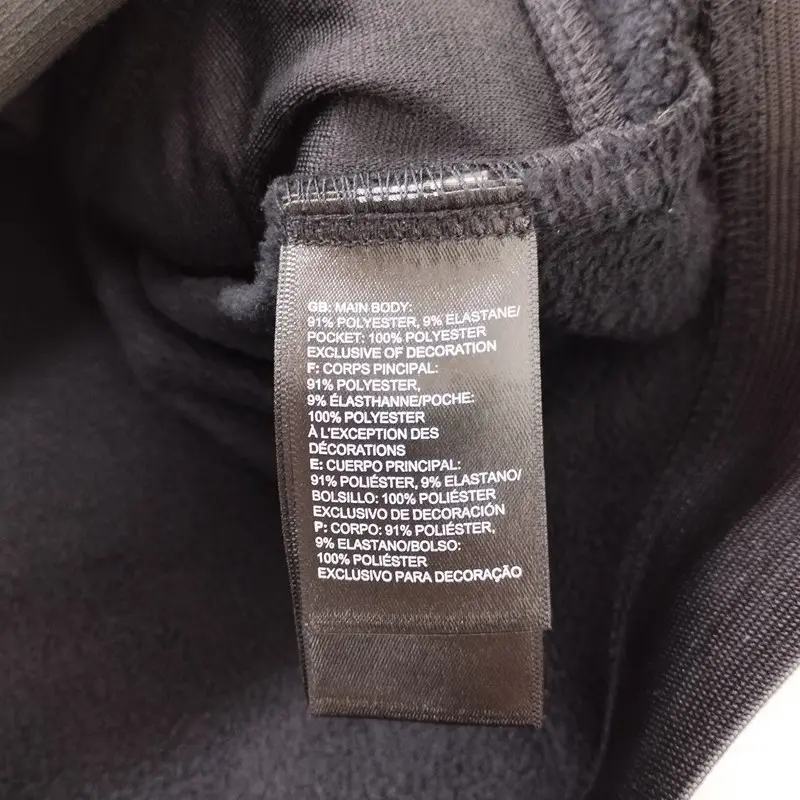 GB: MAIN BODY:
91% POLYESTER, 9% ELASTANE/
POCKET: 100% POLYESTER
EXCLUSIVE OF DECORATION
F: CORPS PINCIPAL:
91% POLYESTER,
9% ÉLASTHANNE/POCHE:
100% POLYESTER
À L'EXCEPTION DES
DÉCORATIONS
E: CUERPO PRINCIPAL:
91% POLIÉSTER, 9% ELASTANO/
BOLSILLO: 100% POLIÉSTER
EXCLUSIVO DE DECORACIÓN
P: CORPO: 91% POLIÉSTER,
9% ELASTANO/BOLSO:
100% POLIÉSTER
EXCLUSIVO PARA DECORAÇÃO